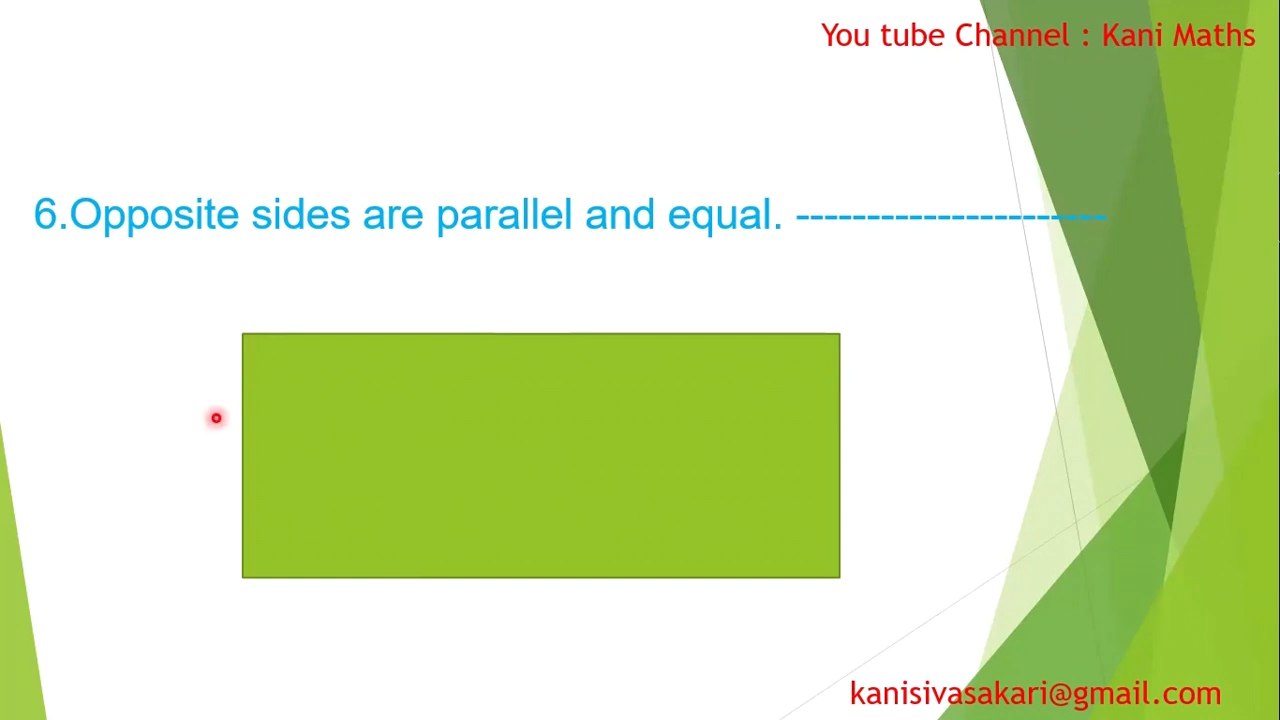 You tube Channel : Kani Maths
6.Opposite sides are parallel and equal. ----------------------
kanisivasakari@gmail.com